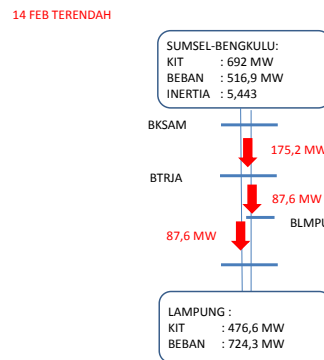 14 FEB TERENDAH
SUMSEL-BENGKULU:
KIT : 692 MW
BEBAN : 516,9 MW
INERTIA : 5,443
BKSAM
175,2 MW
BTRJA
87,6 MW
BLMPU
87,6 MW
LAMPUNG :
KIT : 476,6 MW
BEBAN : 724,3 MW